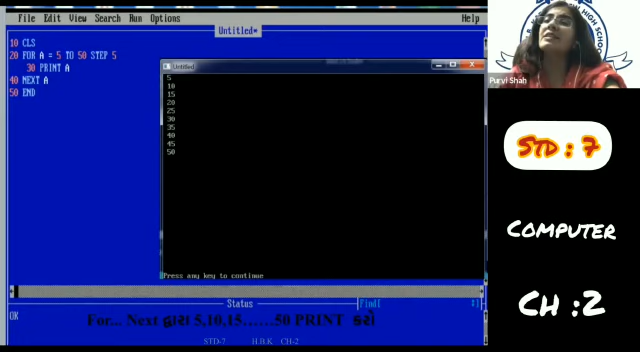 File Edit View Search Run Options Help
Untitled*
10 CLS
20 FOR A = 5 TO 50 STEP 5
30 PRINT A
40 NEXT A
50 END
Untitled
5
10
15
20
25
30
35
40
45
50
Press any key to continue
Status
Find[
]
OK
For... Next દ્વારા 5,10,15......50 PRINT કરો
STD-7 H.B.K CH-2
HIGH SCHOOL
Purvi Shah
STD : 7
COMPUTER
CH :2